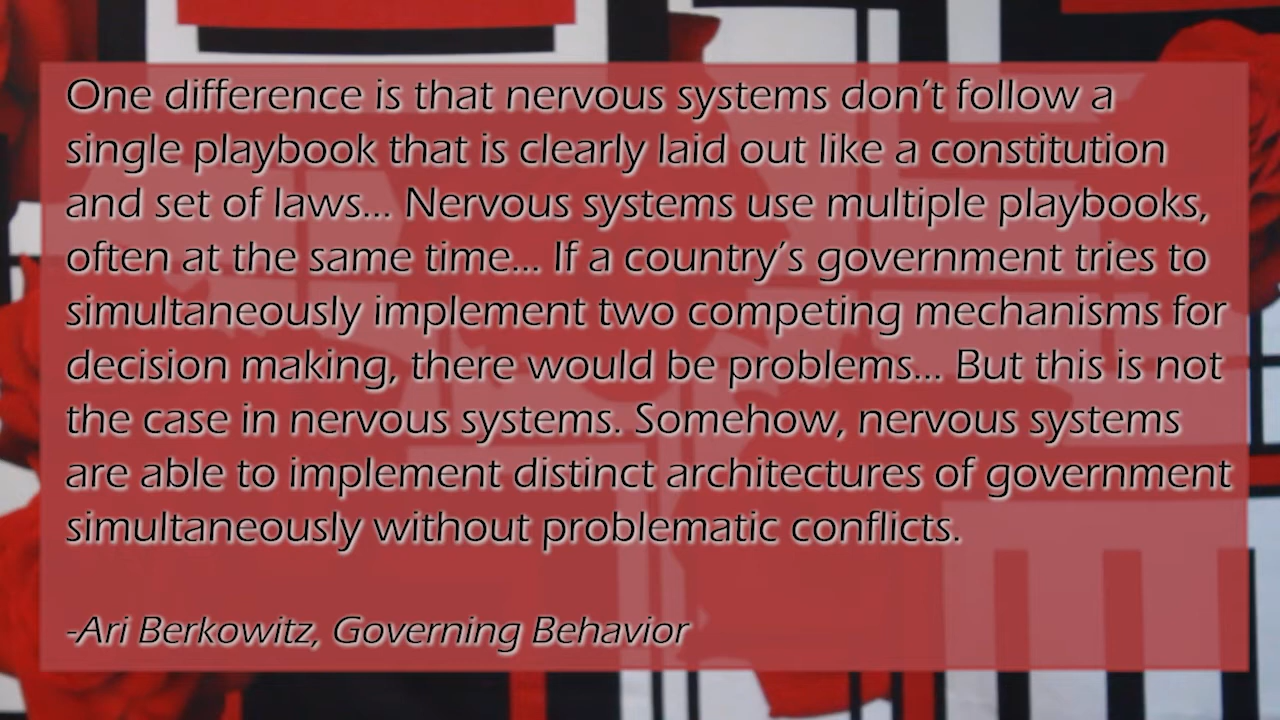 One difference is that nervous systems don’t follow a
single playbook that is clearly laid out like a constitution
and set of laws... Nervous systems use multiple playbooks,
often at the same time... If a country’s government tries to
simultaneously implement two competing mechanisms for
decision making, there would be problems... But this is not
the case in nervous systems. Somehow, nervous systems
are able to implement distinct architectures of government
simultaneously without problematic conflicts.
-Ari Berkowitz, Governing Behavior